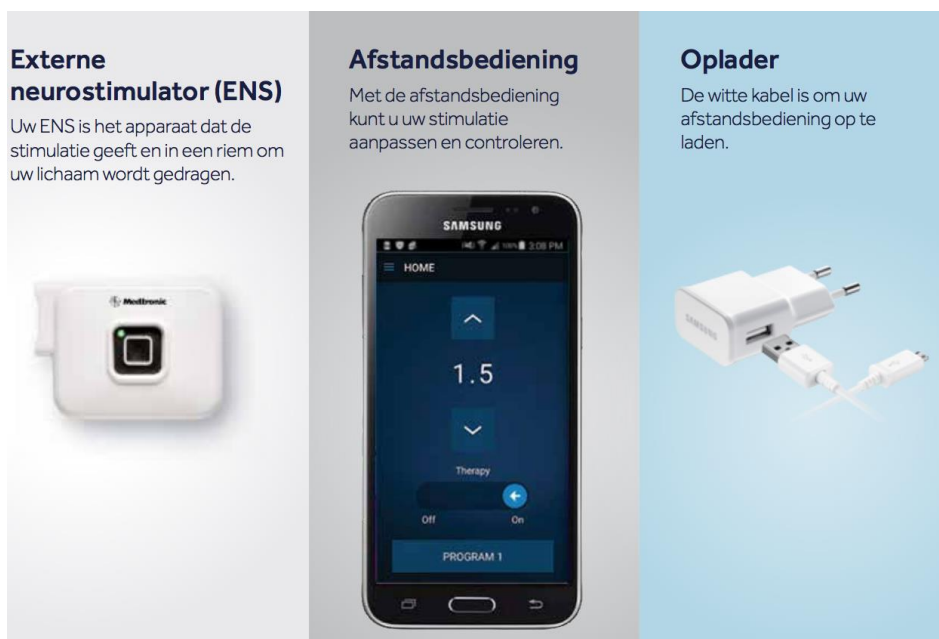 Externe
neurostimulator (ENS)
Uw ENS is het apparaat dat de
stimulatie geeft en in een riem om
uw lichaam wordt gedragen.
Medtronic
Afstandsbediening
Met de afstandsbediening
kunt u uw stimulatie
aanpassen en controleren.
SAMSUNG
100% 3:08 PM
HOME
1.5
Therapy
Off On
PROGRAM 1
Oplader
De witte kabel is om uw
afstandsbediening op te
laden.
SAMSUNG